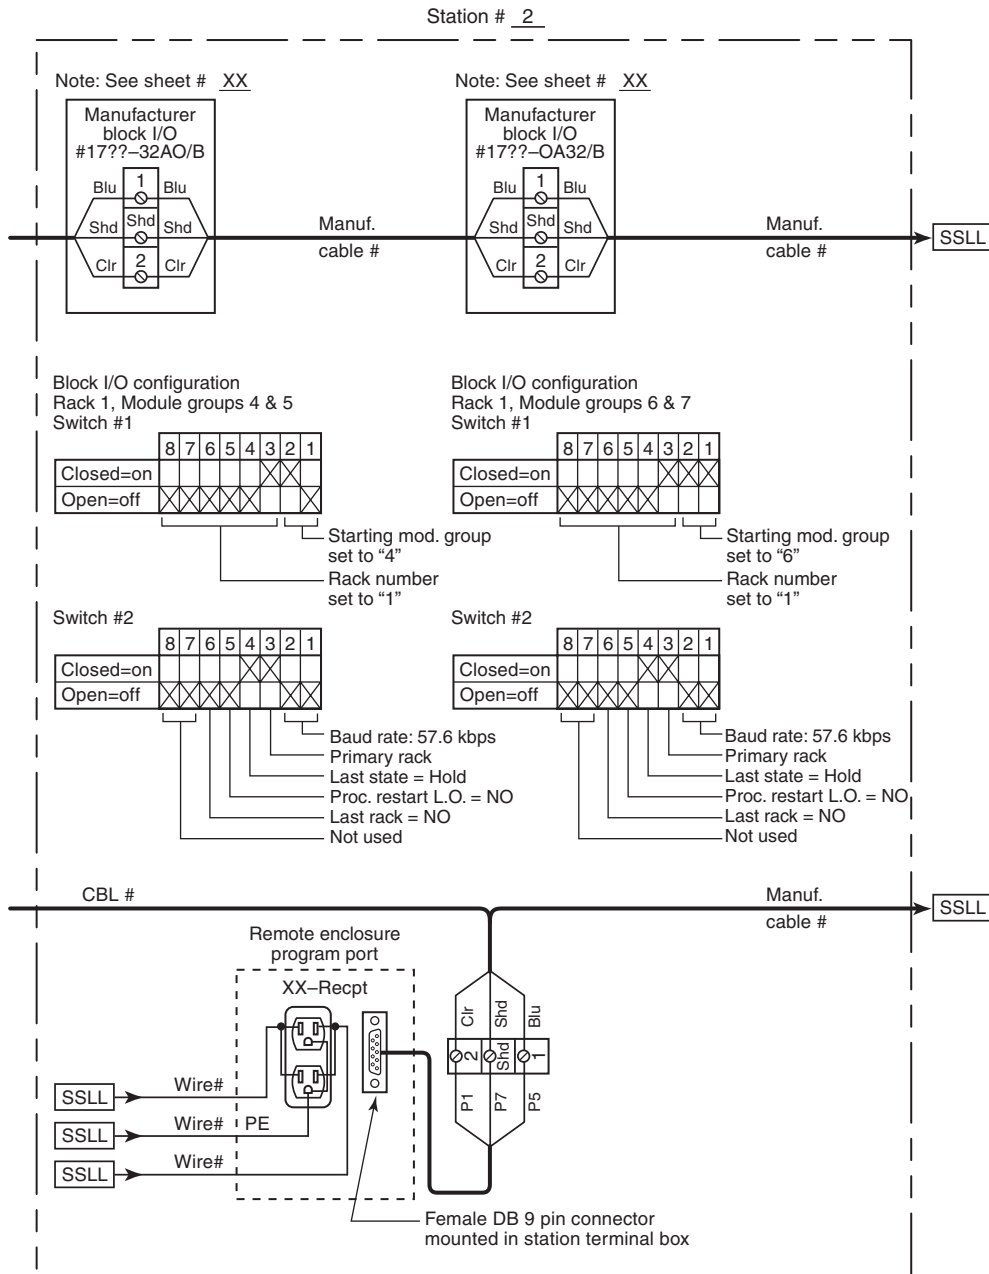 Station # 2
Note: See sheet # XX
Manufacturer
block I/O
#17??–32AO/B
1
Blu
Blu
Shd
Shd
Shd
2
Clr
Clr
Manuf.
cable #
Note: See sheet # XX
Manufacturer
block I/O
#17??–OA32/B
1
Blu
Blu
Shd
Shd
Shd
2
Clr
Clr
Manuf.
cable #
SSLL
Block I/O configuration
Rack 1, Module groups 4 & 5
Switch #1
8 7 6 5 4 3 2 1
Closed=on
Open=off
Starting mod. group
set to “4”
Rack number
set to “1”
Switch #2
8 7 6 5 4 3 2 1
Closed=on
Open=off
Baud rate: 57.6 kbps
Primary rack
Last state = Hold
Proc. restart L.O. = NO
Last rack = NO
Not used
Block I/O configuration
Rack 1, Module groups 6 & 7
Switch #1
8 7 6 5 4 3 2 1
Closed=on
Open=off
Starting mod. group
set to “6”
Rack number
set to “1”
Switch #2
8 7 6 5 4 3 2 1
Closed=on
Open=off
Baud rate: 57.6 kbps
Primary rack
Last state = Hold
Proc. restart L.O. = NO
Last rack = NO
Not used
CBL #
Manuf.
cable #
SSLL
Remote enclosure
program port
XX–Recpt
Clr
Shd
Blu
2
Shd
1
P1
P7
P5
SSLL
Wire#
SSLL
Wire# PE
SSLL
Wire#
Female DB 9 pin connector
mounted in station terminal box